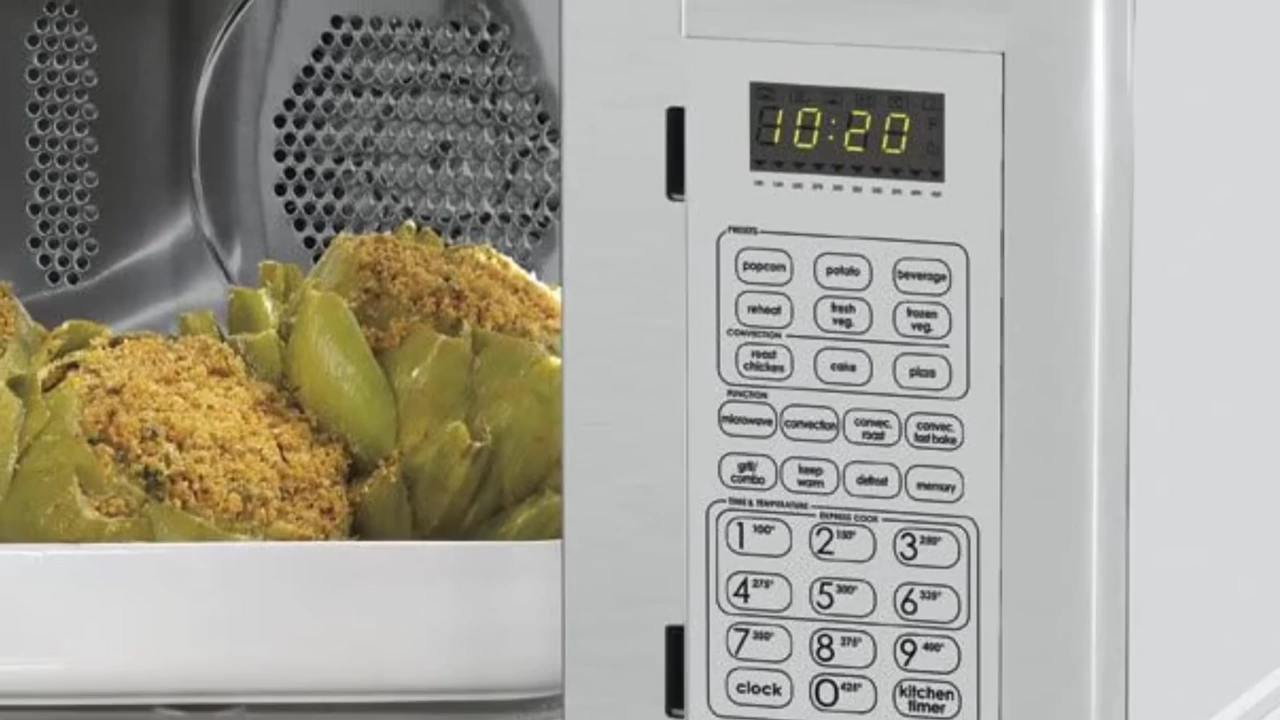 10:20
PRESETS
popcorn potato beverage
reheat fresh veg. frozen veg.
CONVECTION
roast chicken cake pizza
FUNCTION
microwave convection convec. roast convec. fast bake
grill/ combo keep warm defrost memory
TIME & TEMPERATURE
EXPRESS COOK
1 100° 2 150° 3 250°
4 275° 5 300° 6 325°
7 350° 8 375° 9 400°
clock 0 425° kitchen timer